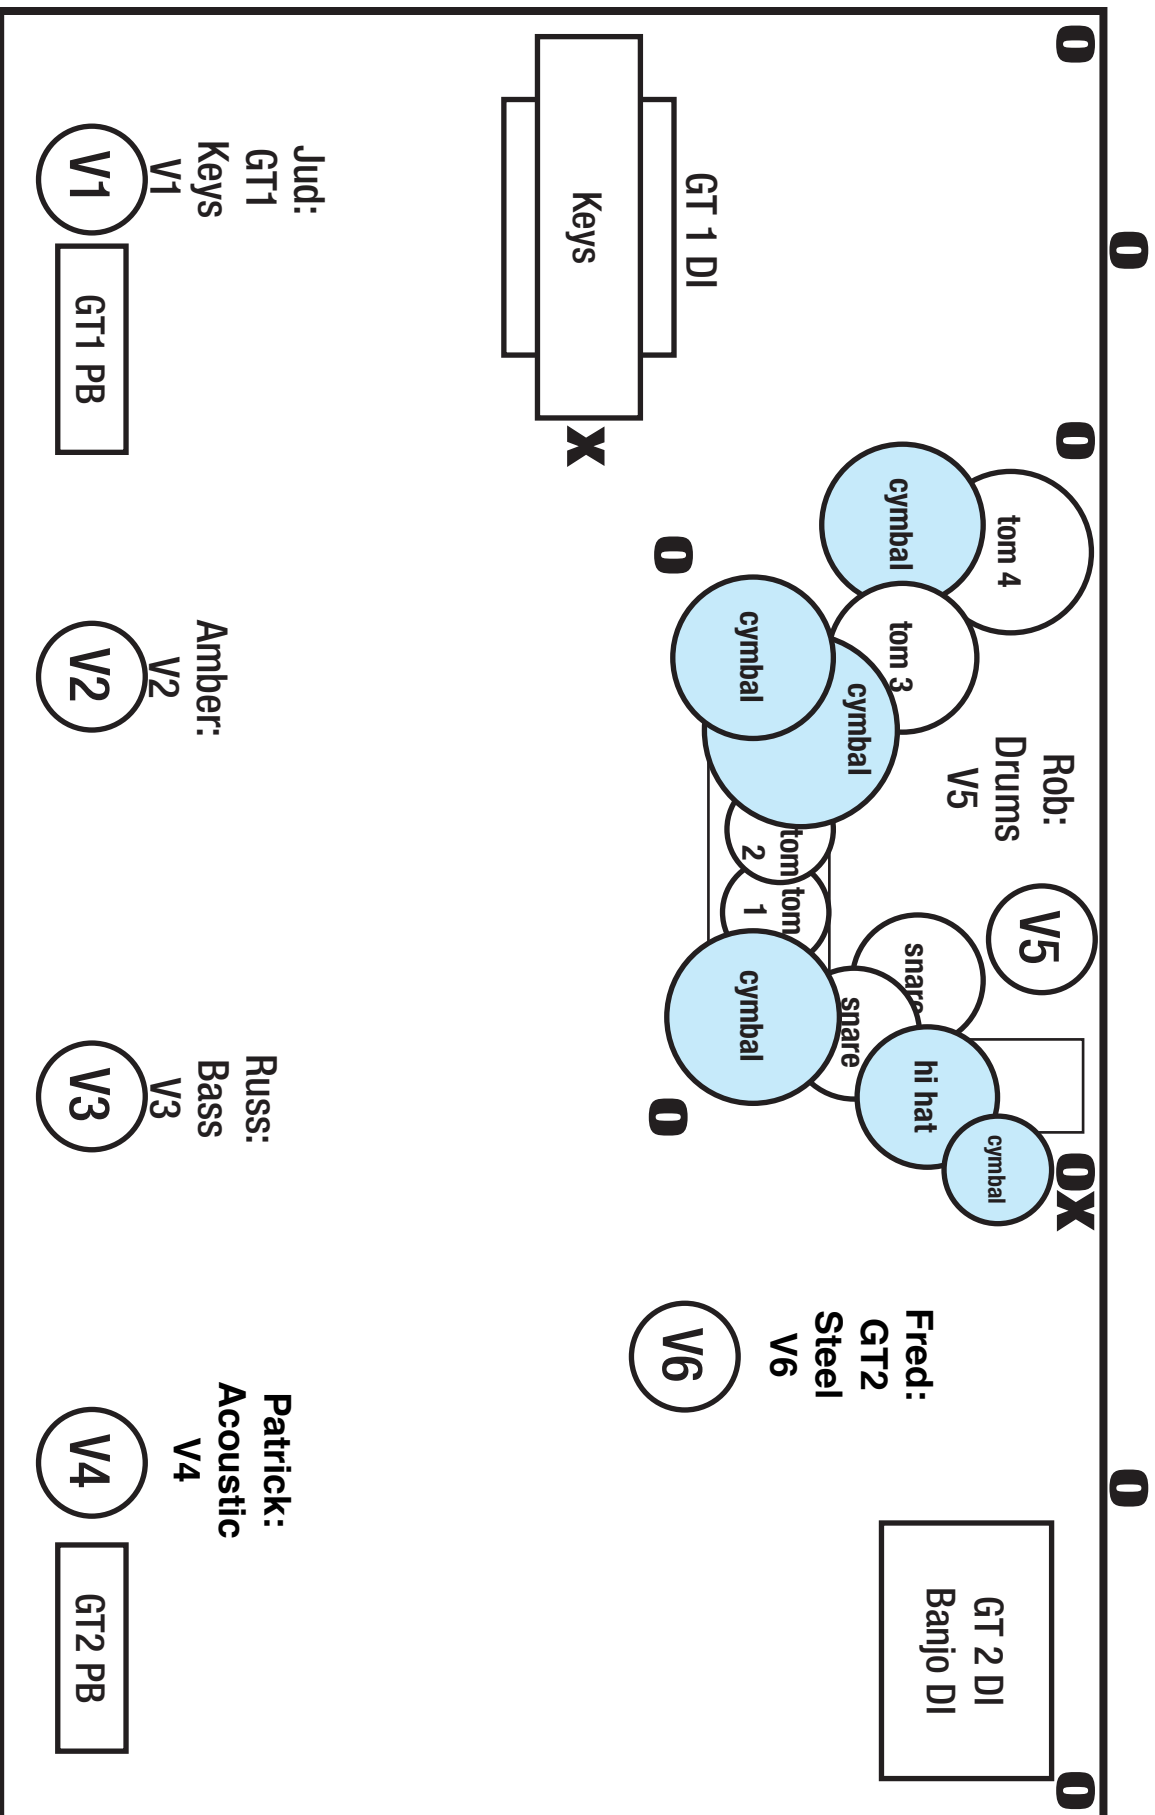 O
O
O
O
O
OX
O
O
X
GT 1 DI
Keys
tom 4
cymbal
tom 3
cymbal
cymbal
tom
2
tom
1
cymbal
snare
snare
hi hat
cymbal
Rob:
Drums
V5
V5
Fred:
GT2
Steel
V6
V6
GT 2 DI
Banjo DI
O
Jud:
GT1
Keys
V1
V1
GT1 PB
Amber:
V2
V2
Russ:
Bass
V3
V3
Patrick:
Acoustic
V4
V4
GT2 PB